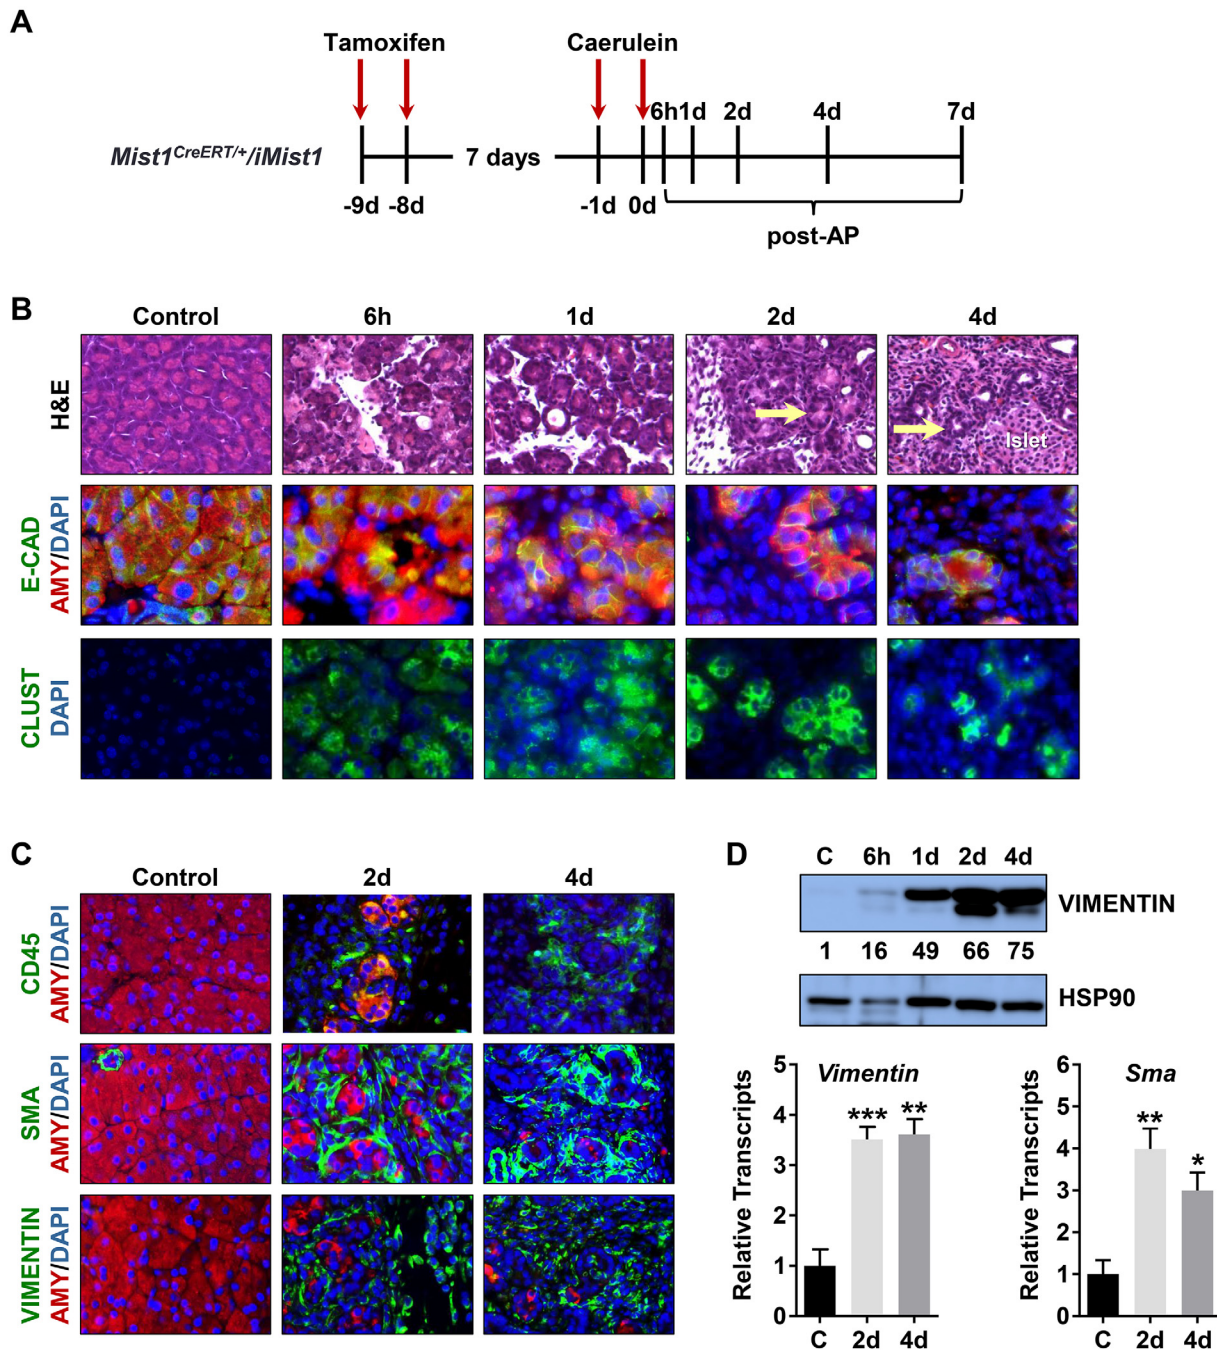 A
Tamoxifen Caerulein
6h 1d 2d 4d 7d
Mist1CreERT/+/iMist1
7 days
-9d -8d -1d 0d
post-AP
B
Control 6h 1d 2d 4d
H&E
Islet
E-CAD
AMY/DAPI
CLUST
DAPI
C
Control 2d 4d
CD45
AMY/DAPI
SMA
AMY/DAPI
VIMENTIN
AMY/DAPI
D
C 6h 1d 2d 4d
VIMENTIN
1 16 49 66 75
HSP90
Vimentin
Relative Transcripts
5
4
3
2
1
0
*** **
C 2d 4d
Sma
Relative Transcripts
6
5
4
3
2
1
0
** *
C 2d 4d